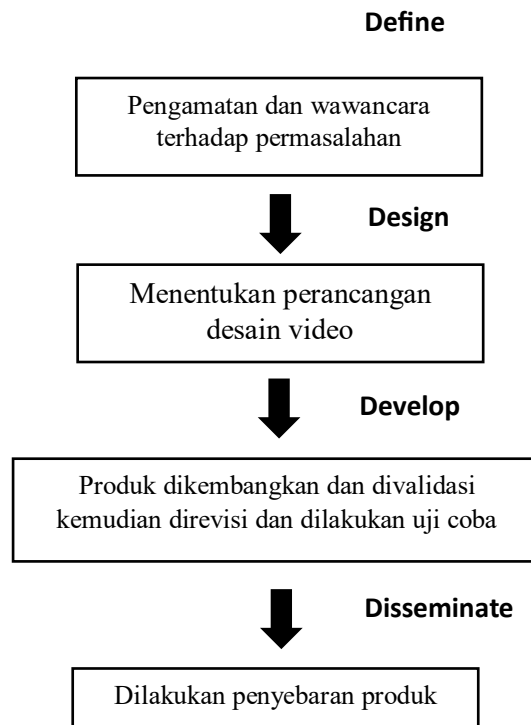 Define
Pengamatan dan wawancara
terhadap permasalahan
Design
Menentukan perancangan
desain video
Develop
Produk dikembangkan dan divalidasi
kemudian direvisi dan dilakukan uji coba
Disseminate
Dilakukan penyebaran produk